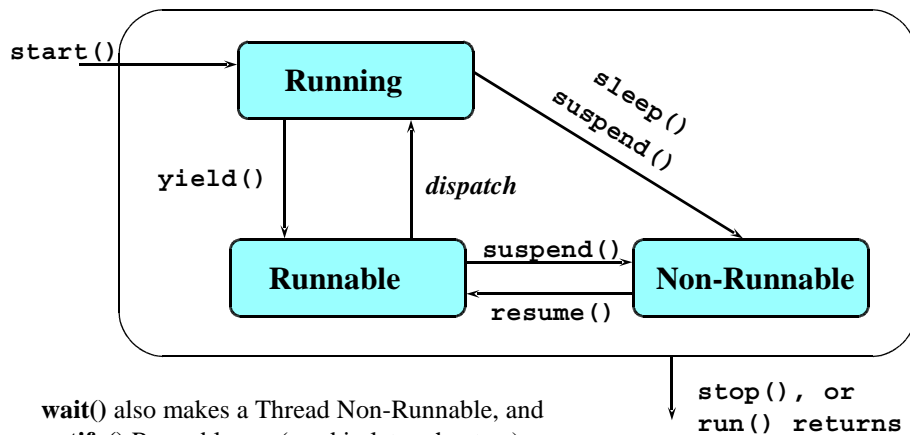 start()
Running
sleep()
suspend()
yield()
dispatch
Runnable
suspend()
resume()
Non-Runnable
stop(), or
run() returns
wait() also makes a Thread Non-Runnable, and